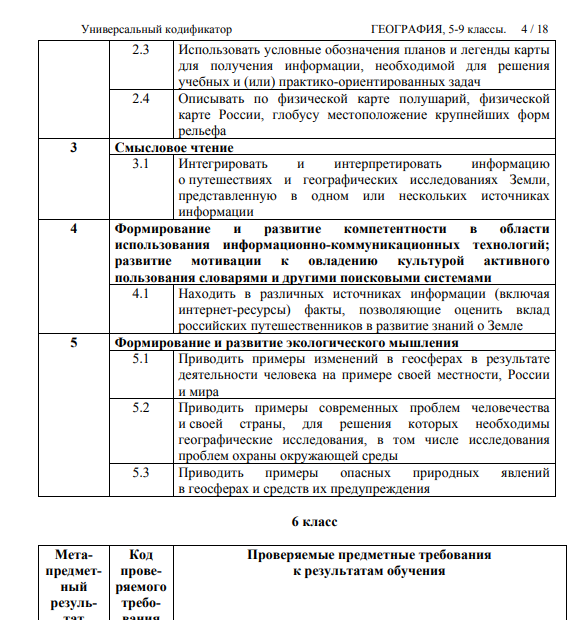 Универсальный кодификатор ГЕОГРАФИЯ, 5-9 классы. 4 / 18
2.3 Использовать условные обозначения планов и легенды карты
для получения информации, необходимой для решения
учебных и (или) практико-ориентированных задач
2.4 Описывать по физической карте полушарий, физической
карте России, глобусу местоположение крупнейших форм
рельефа
3 Смысловое чтение
3.1 Интегрировать и интерпретировать информацию
о путешествиях и географических исследованиях Земли,
представленную в одном или нескольких источниках
информации
4 Формирование и развитие компетентности в области
использования информационно-коммуникационных технологий;
развитие мотивации к овладению культурой активного
пользования словарями и другими поисковыми системами
4.1 Находить в различных источниках информации (включая
интернет-ресурсы) факты, позволяющие оценить вклад
российских путешественников в развитие знаний о Земле
5 Формирование и развитие экологического мышления
5.1 Приводить примеры изменений в геосферах в результате
деятельности человека на примере своей местности, России
и мира
5.2 Приводить примеры современных проблем человечества
и своей страны, для решения которых необходимы
географические исследования, в том числе исследования
проблем охраны окружающей среды
5.3 Приводить примеры опасных природных явлений
в геосферах и средств их предупреждения
6 класс
Мета- Код Проверяемые предметные требования
предмет- прове- к результатам обучения
ный ряемого
резуль- требо-
тат вания